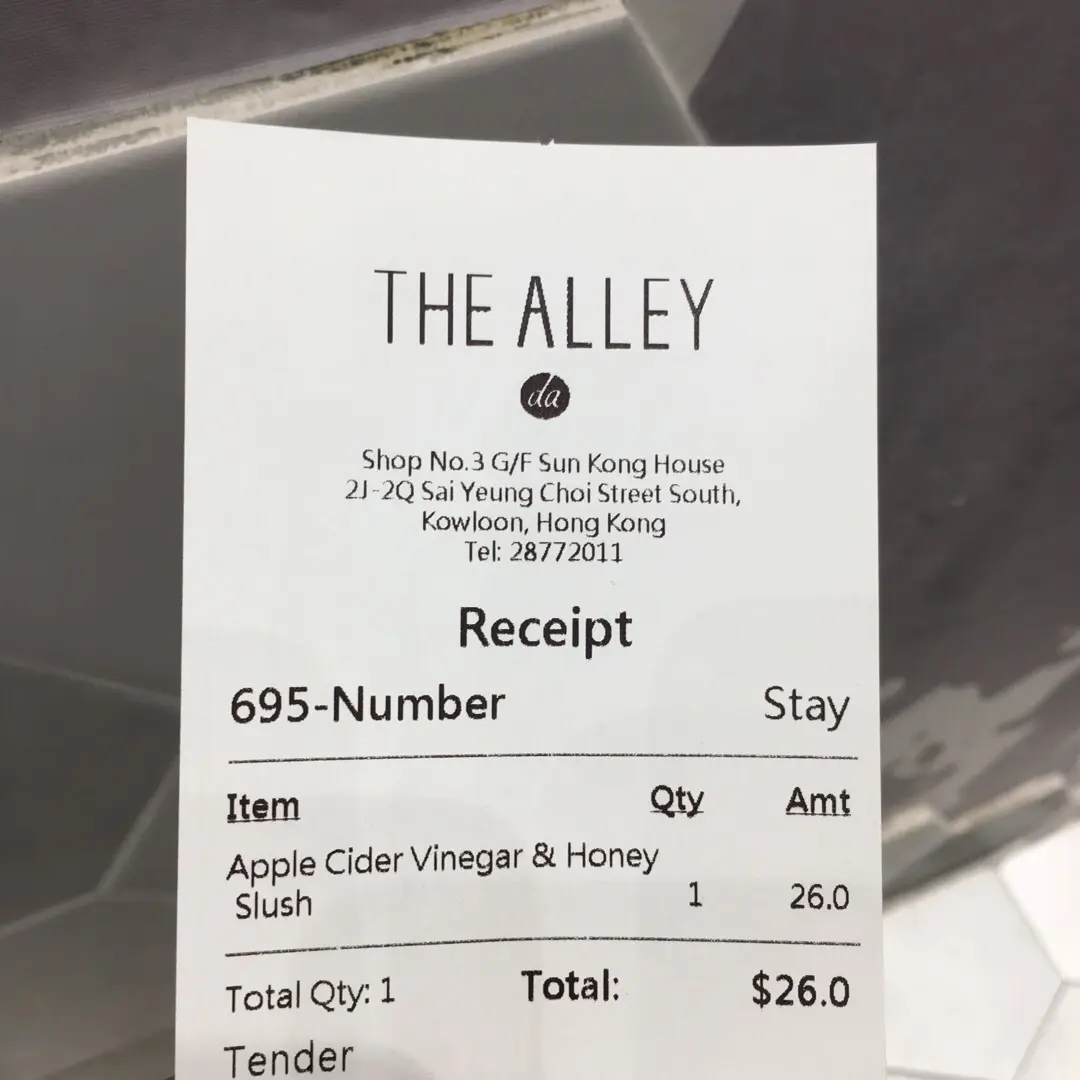 THE ALLEY
da
Shop No.3 G/F Sun Kong House
2J-2Q Sai Yeung Choi Street South,
Kowloon, Hong Kong
Tel: 28772011
Receipt
695-Number Stay
Item Qty Amt
Apple Cider Vinegar & Honey
Slush 1 26.0
Total Qty: 1 Total: $26.0
Tender